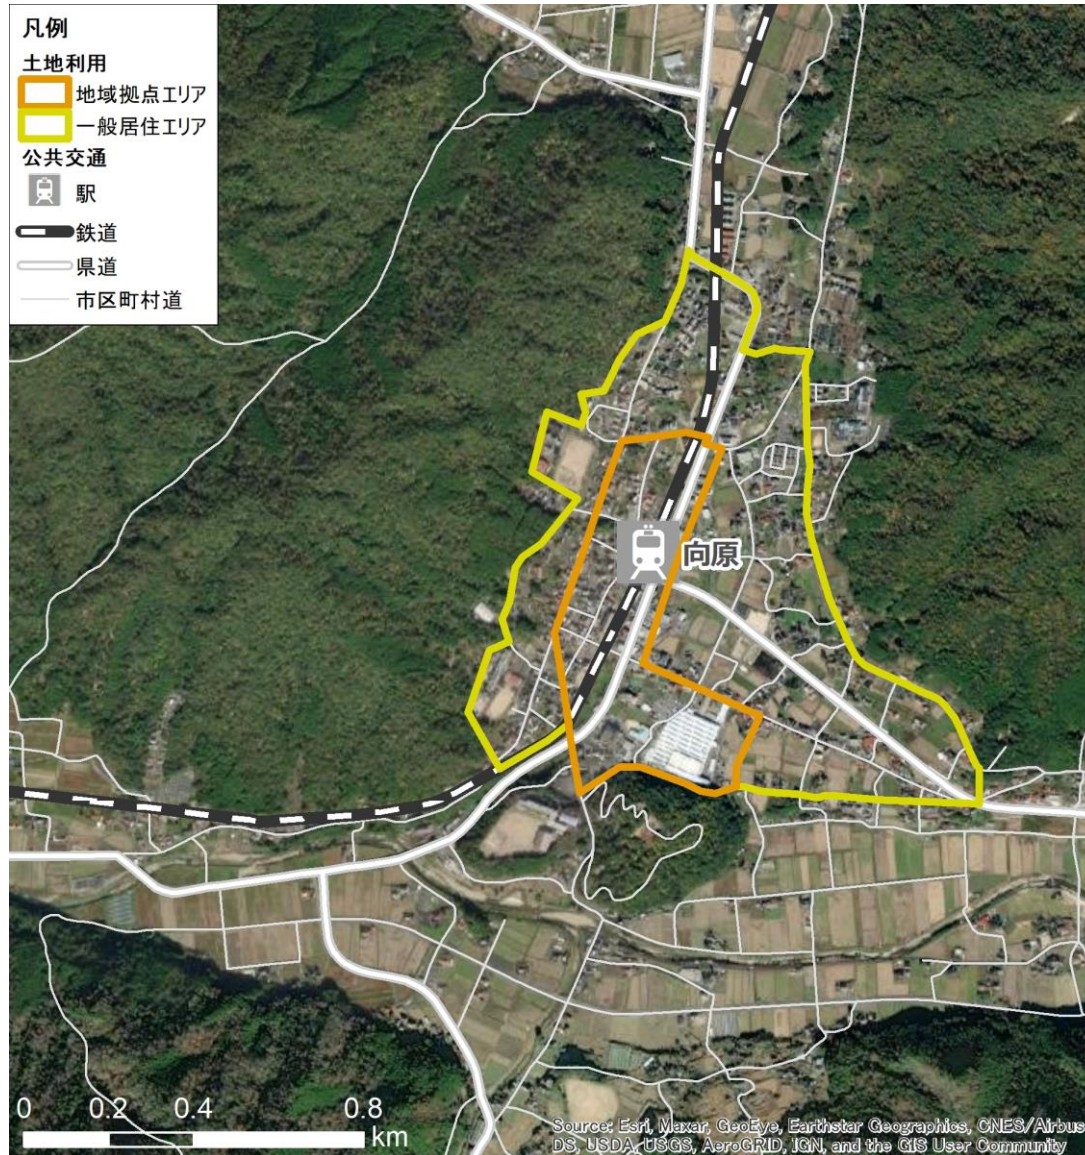 凡例
土地利用
地域拠点エリア
一般居住エリア
公共交通
駅
鉄道
県道
市区町村道
向原
0 0.2 0.4 0.8
km
Source: Esri, Maxar, GeoEye, Earthstar Geographics, CNES/Airbus
DS, USDA, USGS, AeroGRID, IGN, and the GIS User Community